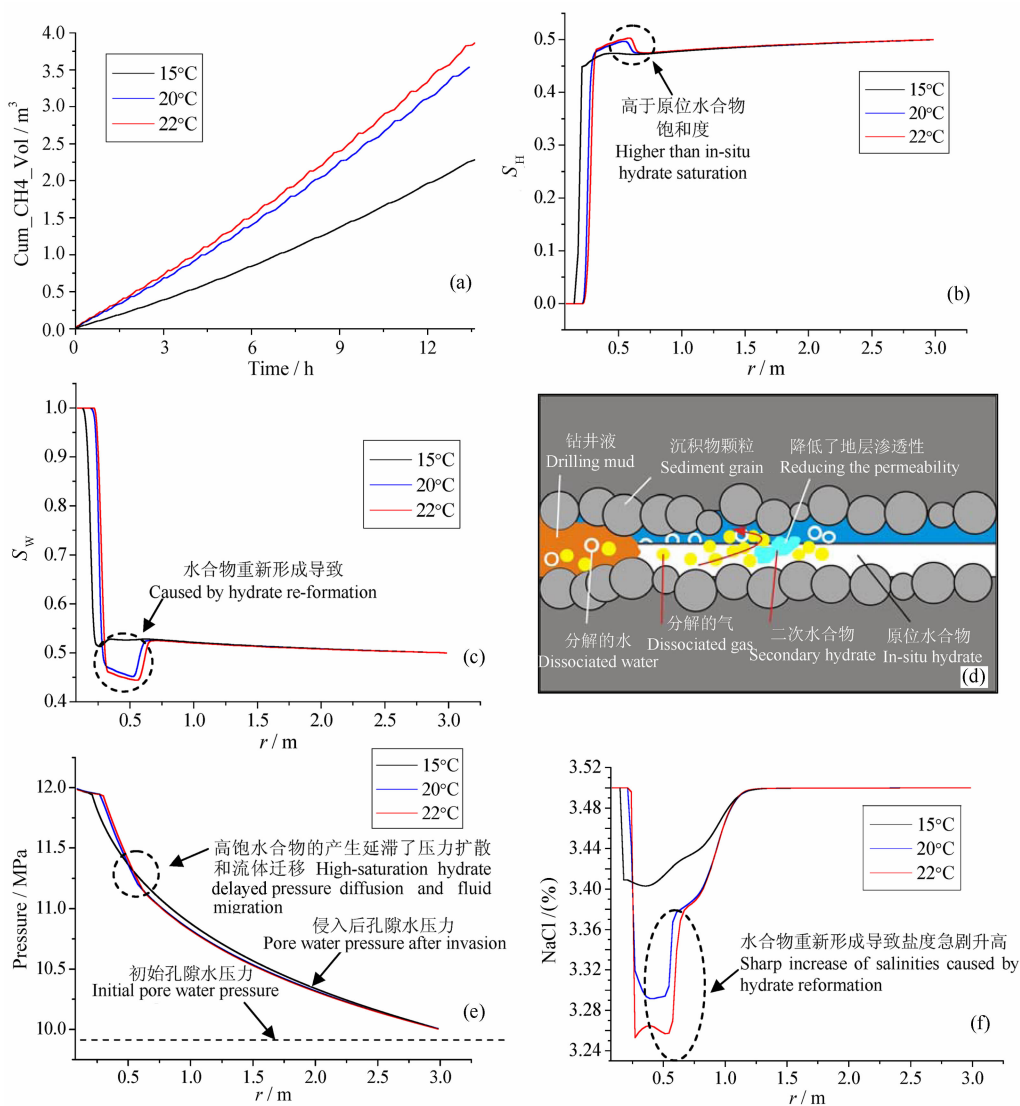 4.0
3.5
3.0
2.5
2.0
1.5
1.0
0.5
0.0
Cum_CH4_Vol / m³
15°C
20°C
22°C
(a)
0
3
6
9
12
Time / h
0.5
0.4
0.3
0.2
0.1
0.0
S_H
高于原位水合物
饱和度
Higher than in-situ
hydrate saturation
15°C
20°C
22°C
(b)
0.5
1.0
1.5
2.0
2.5
3.0
r / m
1.0
0.9
0.8
0.7
0.6
0.5
0.4
S_W
15°C
20°C
22°C
水合物重新形成导致
Caused by hydrate re-formation
(c)
0.5
1.0
1.5
2.0
2.5
3.0
r / m
钻井液
Drilling mud
沉积物颗粒
Sediment grain
降低了地层渗透性
Reducing the permeability
分解的水
Dissociated water
分解的气
Dissociated gas
二次水合物
Secondary hydrate
原位水合物
In-situ hydrate
(d)
12.0
11.5
11.0
10.5
10.0
Pressure / MPa
15°C
20°C
22°C
高饱水合物的产生延滞了压力扩散
和流体迁移 High-saturation hydrate
delayed pressure diffusion and fluid
migration
侵入后孔隙水压力
Pore water pressure after invasion
初始孔隙水压力
Initial pore water pressure
(e)
0.5
1.0
1.5
2.0
2.5
3.0
r / m
3.52
3.48
3.44
3.40
3.36
3.32
3.28
3.24
NaCl /(%)
15°C
20°C
22°C
水合物重新形成导致盐度急剧升高
Sharp increase of salinities caused by
hydrate reformation
(f)
0.5
1.0
1.5
2.0
2.5
3.0
r / m